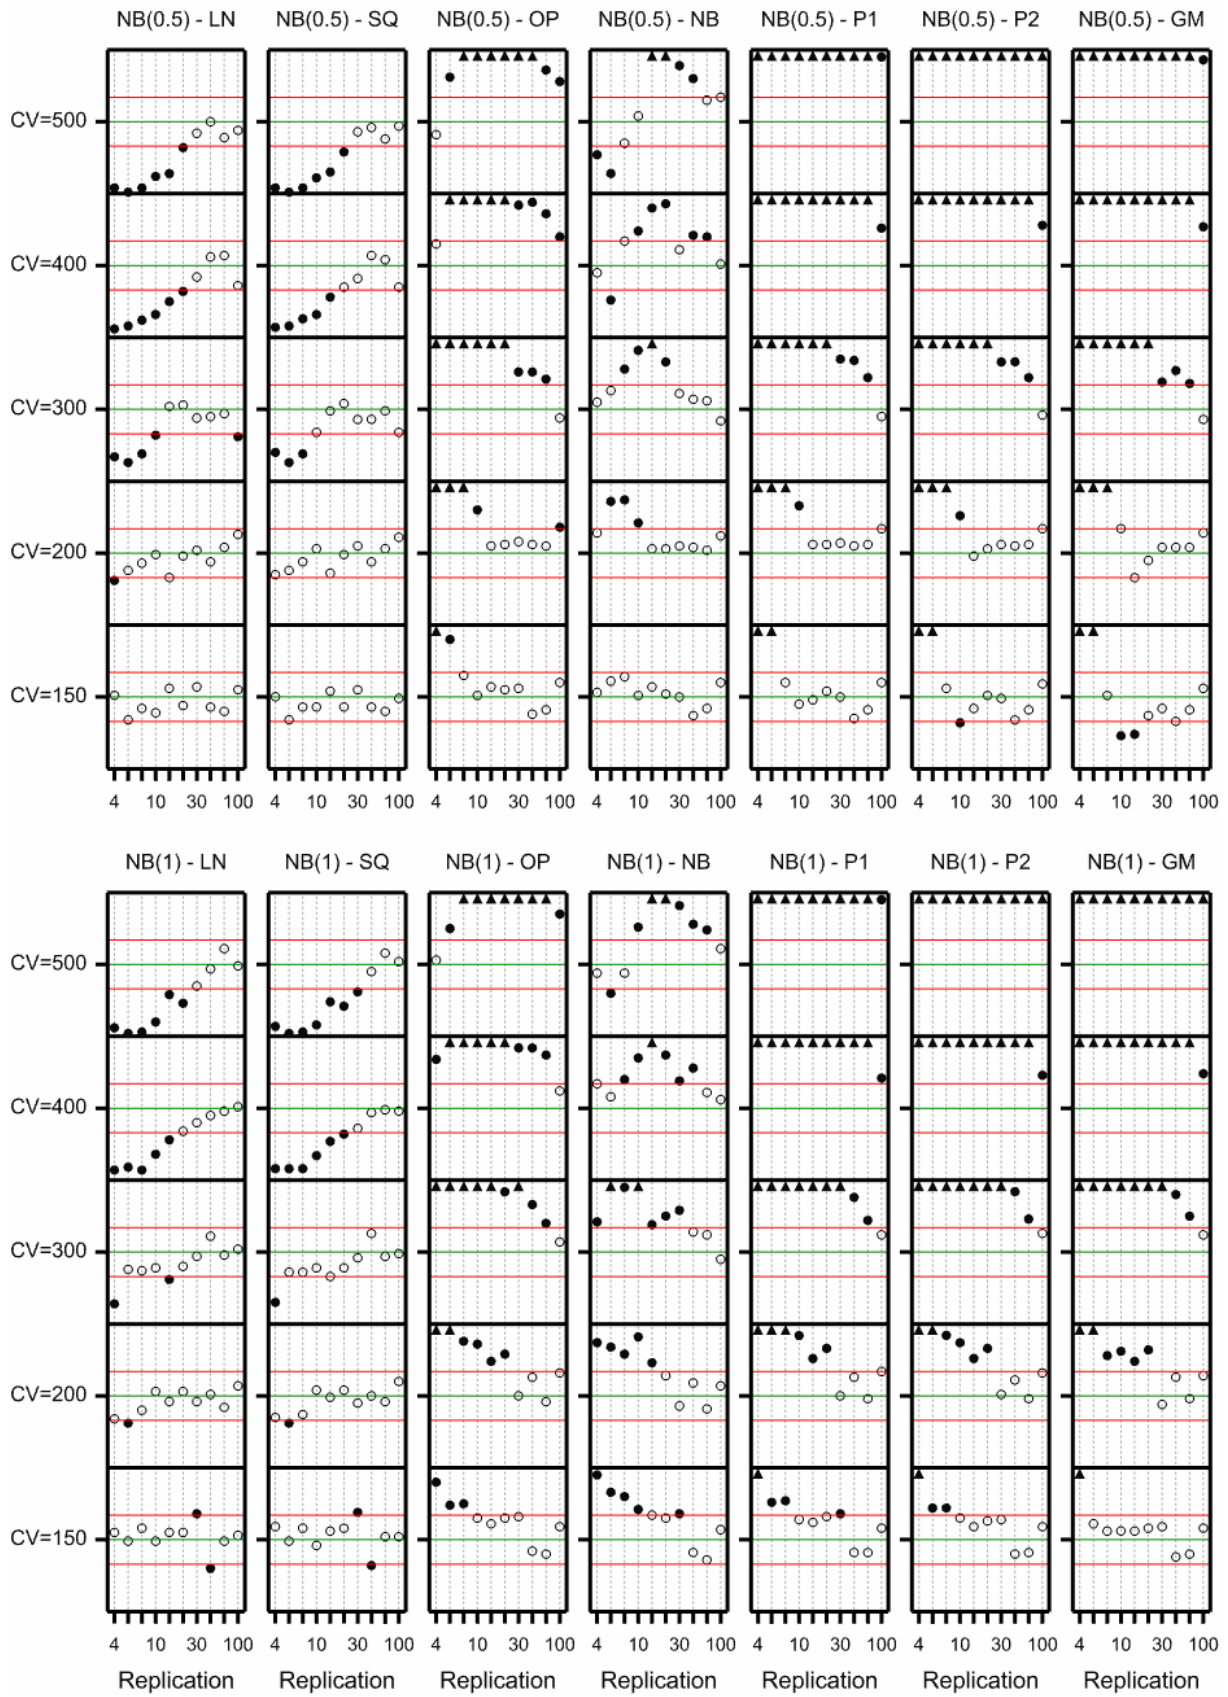 NB(0.5) - LN NB(0.5) - SQ NB(0.5) - OP NB(0.5) - NB NB(0.5) - P1 NB(0.5) - P2 NB(0.5) - GM
CV=500
CV=400
CV=300
CV=200
CV=150
4 10 30 100 4 10 30 100 4 10 30 100 4 10 30 100 4 10 30 100 4 10 30 100 4 10 30 100
NB(1) - LN NB(1) - SQ NB(1) - OP NB(1) - NB NB(1) - P1 NB(1) - P2 NB(1) - GM
CV=500
CV=400
CV=300
CV=200
CV=150
4 10 30 100 4 10 30 100 4 10 30 100 4 10 30 100 4 10 30 100 4 10 30 100 4 10 30 100
Replication Replication Replication Replication Replication Replication Replication